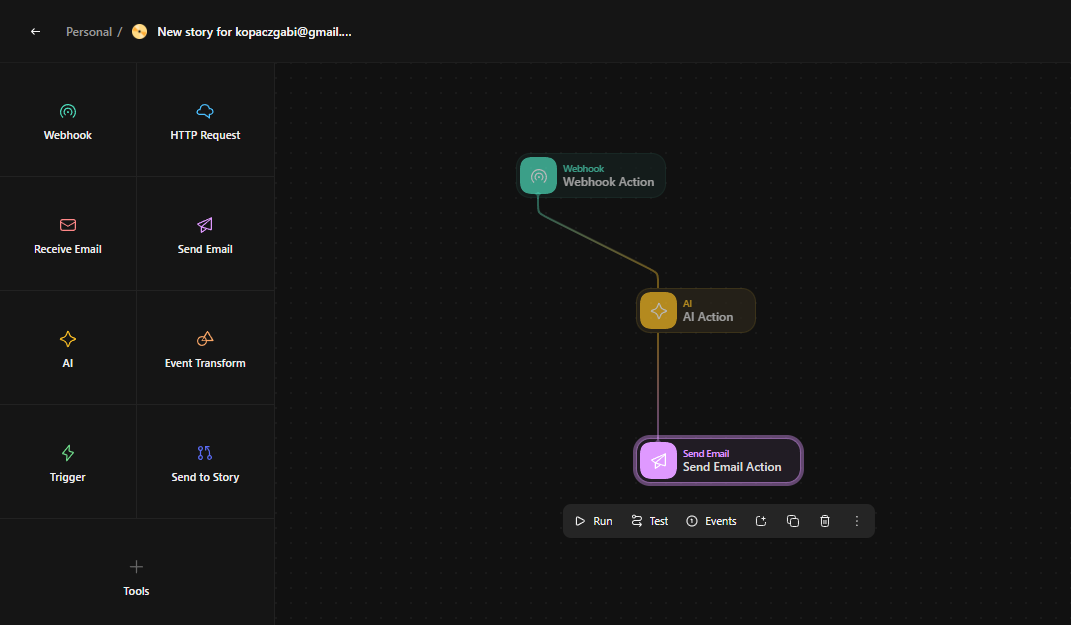 Personal / New story for kopaczgabi@gmail....
Webhook
HTTP Request
Receive Email
Send Email
AI
Event Transform
Trigger
Send to Story
Tools
Webhook
Webhook Action
AI
AI Action
Send Email
Send Email Action
Run Test Events